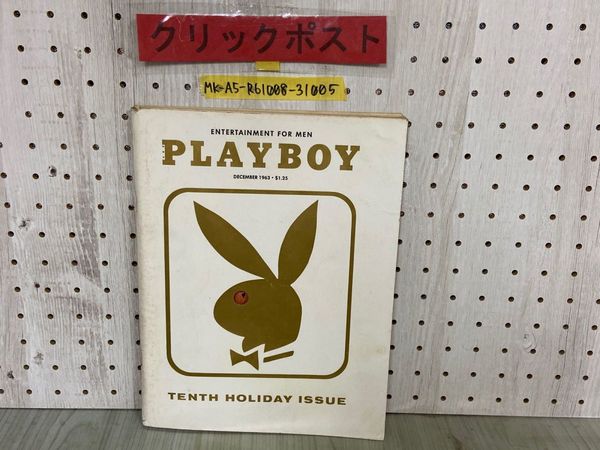 クリックポスト
MK-A5-R61008-31005
ENTERTAINMENT FOR MEN
PLAYBOY
DECEMBER 1963 • $1.25
TENTH HOLIDAY ISSUE